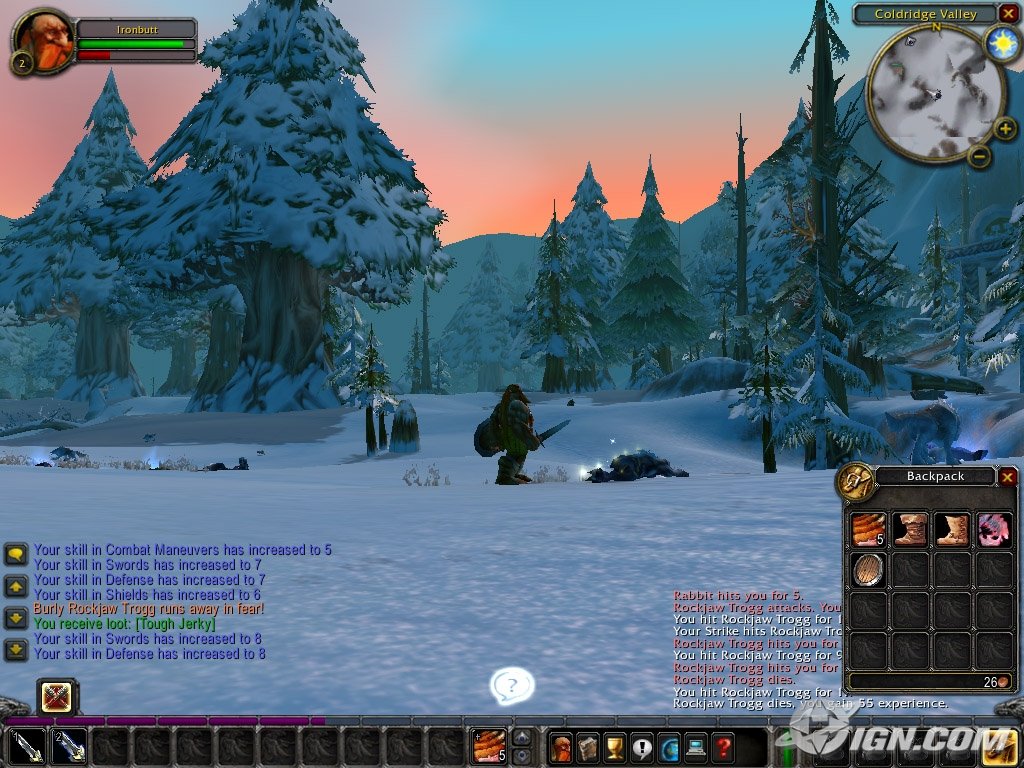 Ironbutt
2
Coldridge Valley
N
Backpack
5
26
Your skill in Combat Maneuvers has increased to 5
Your skill in Swords has increased to 7
Your skill in Defense has increased to 7
Your skill in Shields has increased to 6
Burly Rockjaw Trogg runs away in fear!
You receive loot: [Tough Jerky]
Your skill in Swords has increased to 8
Your skill in Defense has increased to 8
Rabbit hits you for 5.
Rockjaw Trogg attacks. You
You hit Rockjaw Trogg for
Your Strike hits Rockjaw
You hit Rockjaw Trogg for 9
Rockjaw Trogg hits you for
Rockjaw Trogg dies.
You hit Rockjaw Trogg for
Rockjaw Trogg dies, you gain 55 experience.
?
2
5
!
?
IGN.COM